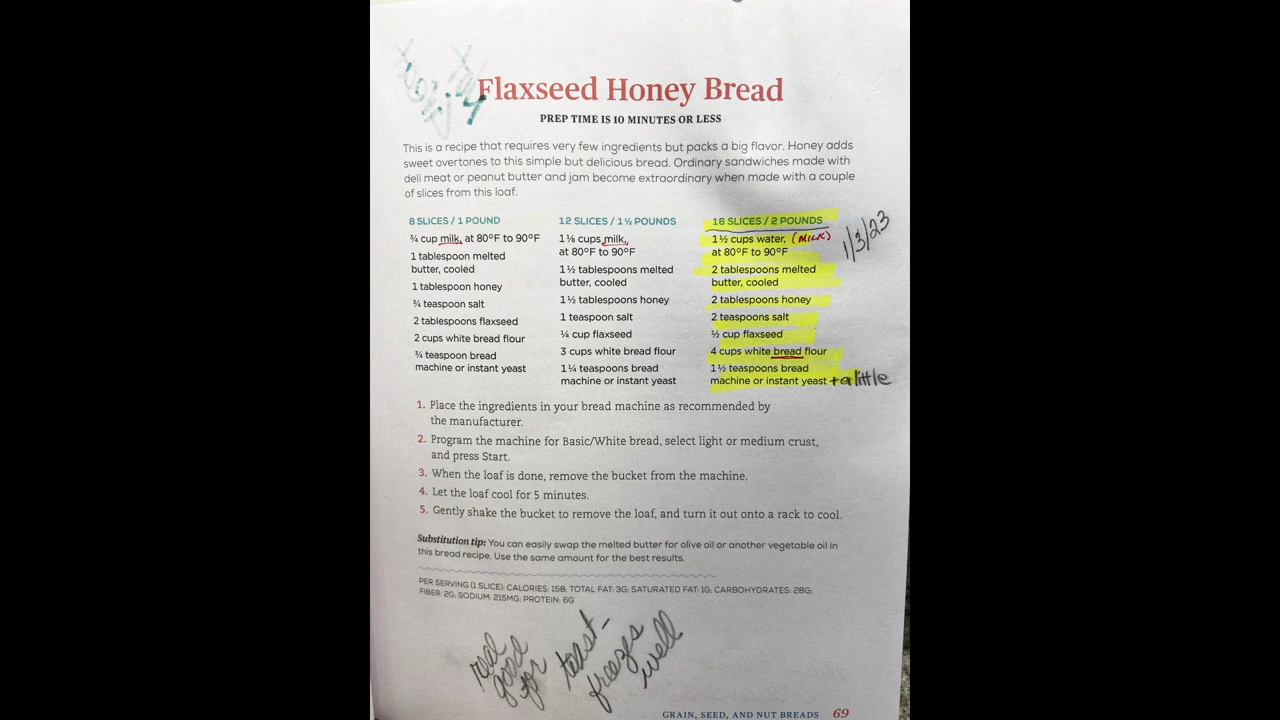 Flaxseed Honey Bread
PREP TIME IS 10 MINUTES OR LESS
This is a recipe that requires very few ingredients but packs a big flavor. Honey adds
sweet overtones to this simple but delicious bread. Ordinary sandwiches made with
deli meat or peanut butter and jam become extraordinary when made with a couple
of slices from this loaf.
8 SLICES / 1 POUND
¾ cup milk, at 80°F to 90°F
1 tablespoon melted
butter, cooled
1 tablespoon honey
¾ teaspoon salt
2 tablespoons flaxseed
2 cups white bread flour
¾ teaspoon bread
machine or instant yeast
12 SLICES / 1½ POUNDS
1⅛ cups milk,
at 80°F to 90°F
1½ tablespoons melted
butter, cooled
1½ tablespoons honey
1 teaspoon salt
¼ cup flaxseed
3 cups white bread flour
1¼ teaspoons bread
machine or instant yeast
16 SLICES / 2 POUNDS
1½ cups water, (MILK)
at 80°F to 90°F
2 tablespoons melted
butter, cooled
2 tablespoons honey
2 teaspoons salt
½ cup flaxseed
4 cups white bread flour
1½ teaspoons bread
machine or instant yeast + a little
1/3/23
1. Place the ingredients in your bread machine as recommended by
the manufacturer.
2. Program the machine for Basic/White bread, select light or medium crust,
and press Start.
3. When the loaf is done, remove the bucket from the machine.
4. Let the loaf cool for 5 minutes.
5. Gently shake the bucket to remove the loaf, and turn it out onto a rack to cool.
Substitution tip: You can easily swap the melted butter for olive oil or another vegetable oil in
this bread recipe. Use the same amount for the best results.
PER SERVING (1 SLICE): CALORIES: 158; TOTAL FAT: 3G; SATURATED FAT: 1G; CARBOHYDRATES: 28G;
FIBER: 2G; SODIUM: 215MG; PROTEIN: 6G
real
good
for
toast-
freezes
well
GRAIN, SEED, AND NUT BREADS 69